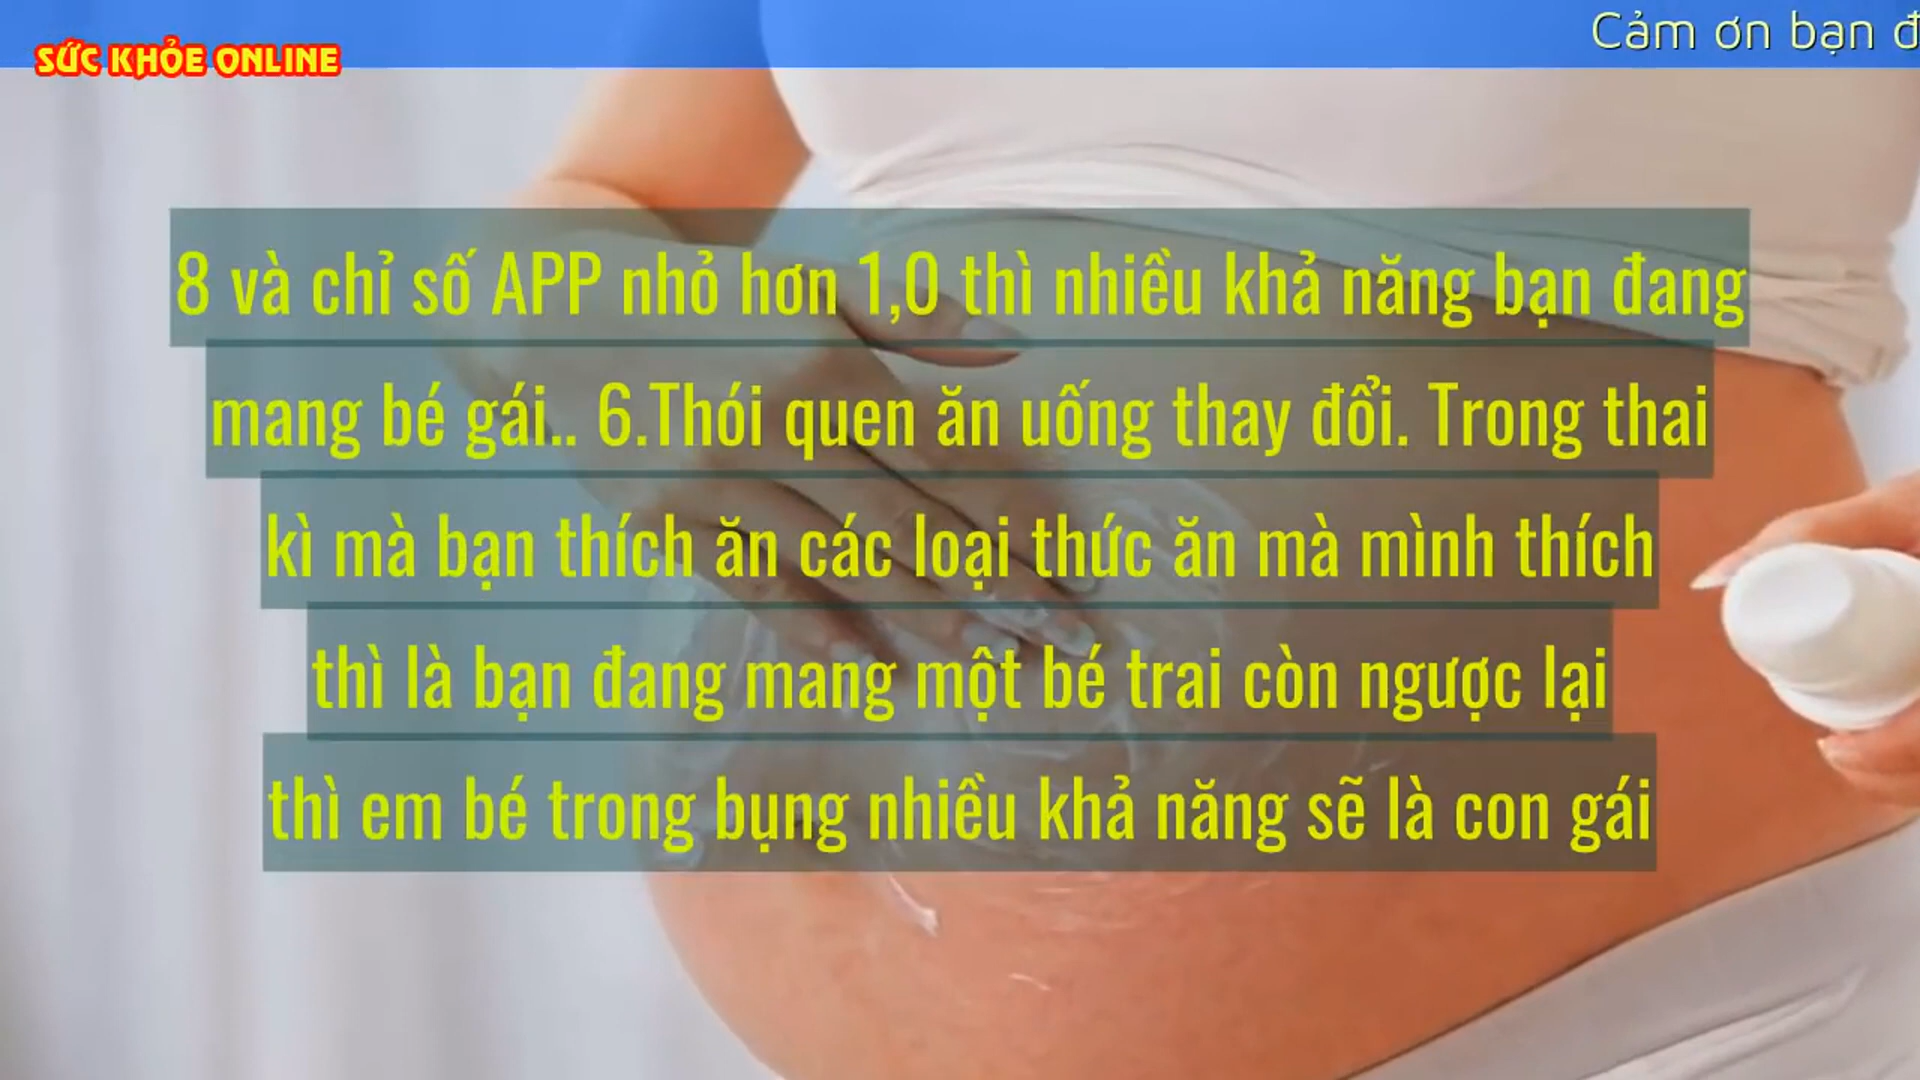 SỨC KHỎE ONLINE
Cảm ơn bạn đ
8 và chỉ số APP nhỏ hơn 1,0 thì nhiều khả năng bạn đang
mang bé gái.. 6.Thói quen ăn uống thay đổi. Trong thai
kì mà bạn thích ăn các loại thức ăn mà mình thích
thì là bạn đang mang một bé trai còn ngược lại
thì em bé trong bụng nhiều khả năng sẽ là con gái